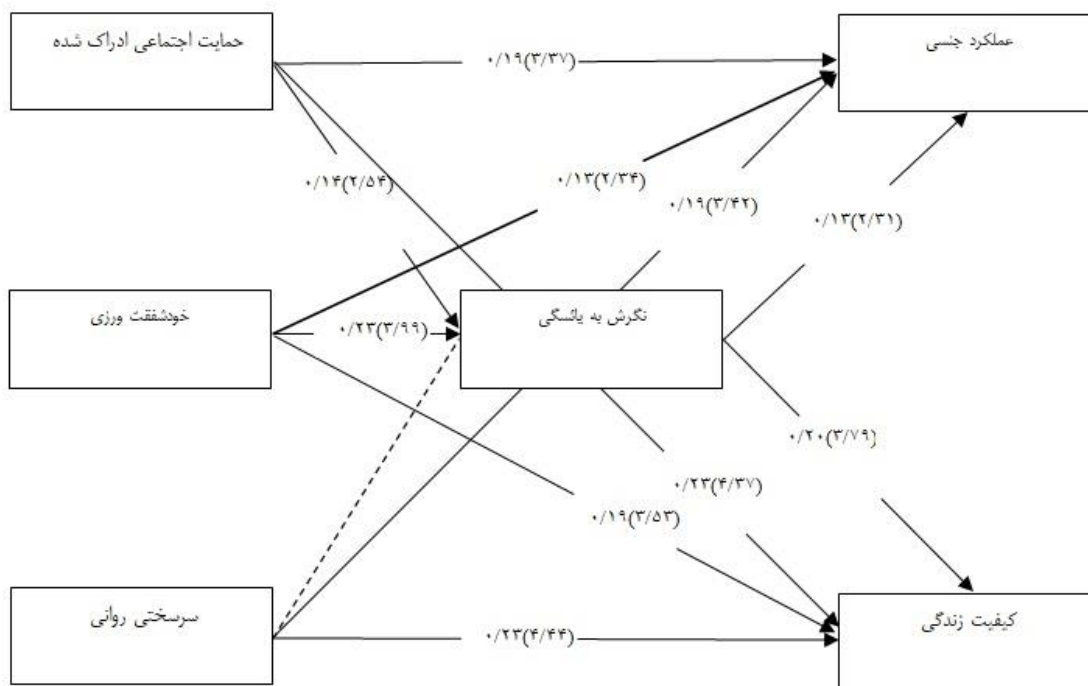 حمایت اجتماعی ادراک شده
عملکرد جنسی
۰/۱۹(۳/۳۷)
۰/۱۴(۲/۵۴)
۰/۱۳(۲/۳۴)
۰/۱۹(۳/۴۲)
۰/۱۳(۲/۳۱)
خودشفقت ورزی
نگرش به یائسگی
۰/۲۳(۳/۹۹)
۰/۲۰(۳/۷۹)
۰/۲۳(۴/۳۷)
۰/۱۹(۳/۵۳)
سرسختی روانی
کیفیت زندگی
۰/۲۳(۴/۴۴)